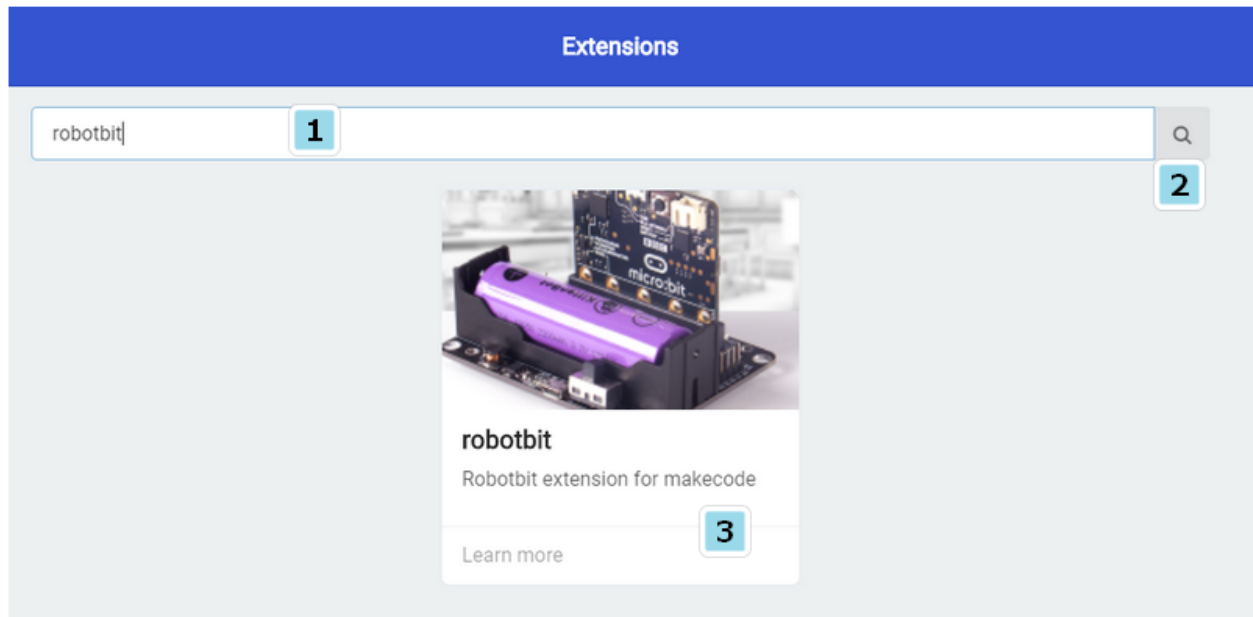 Extensions
robotbit
1
2
micro:bit
robotbit
Robotbit extension for makecode
3
Learn more